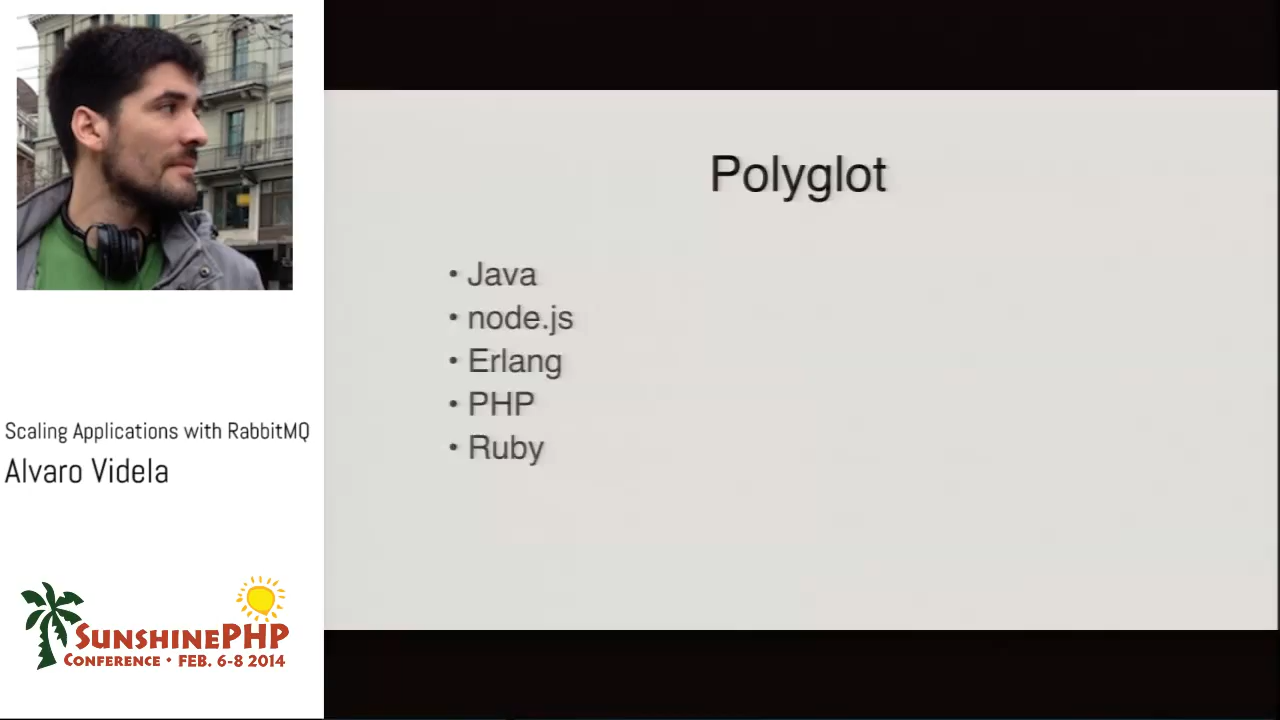 Scaling Applications with RabbitMQ
Alvaro Videla
SunshinePHP
Conference • Feb. 6-8 2014
Polyglot
• Java
• node.js
• Erlang
• PHP
• Ruby